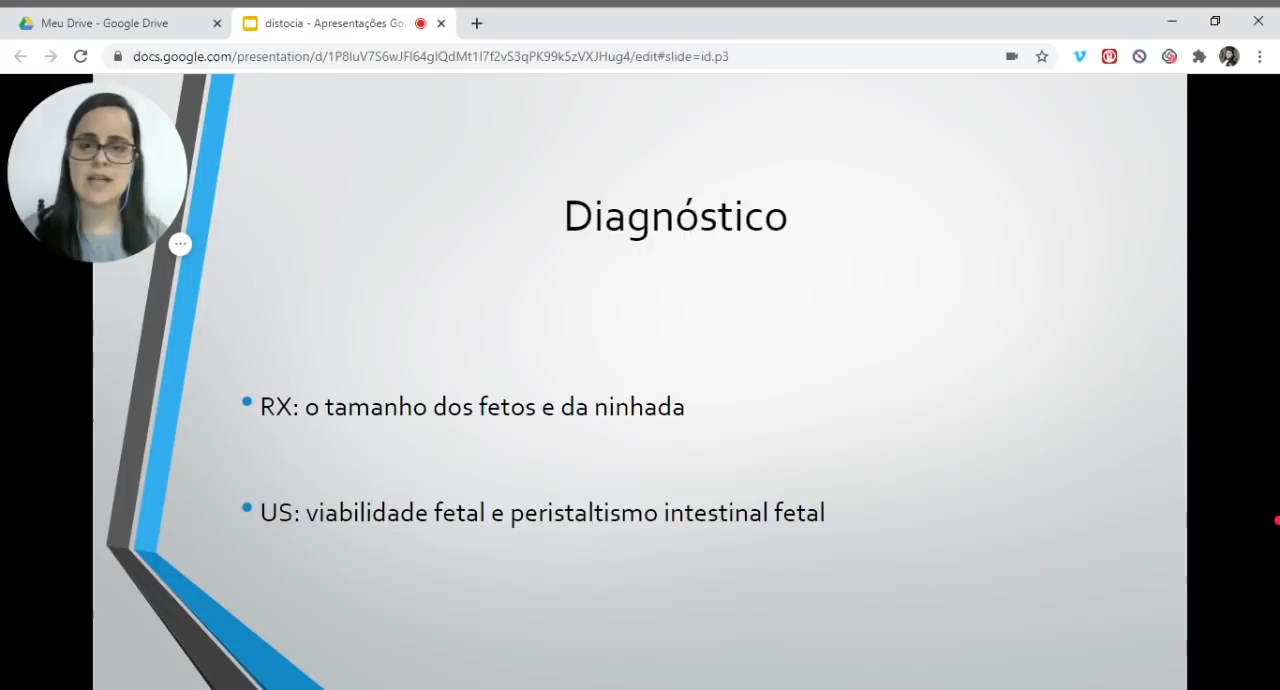 Meu Drive - Google Drive
distocia - Apresentações Go
docs.google.com/presentation/d/1P8IuV7S6wJFl64gIQdMt1I7f2vS3qPK99k5zVXJHug4/edit#slide=id.p3
Diagnóstico
• RX: o tamanho dos fetos e da ninhada
• US: viabilidade fetal e peristaltismo intestinal fetal